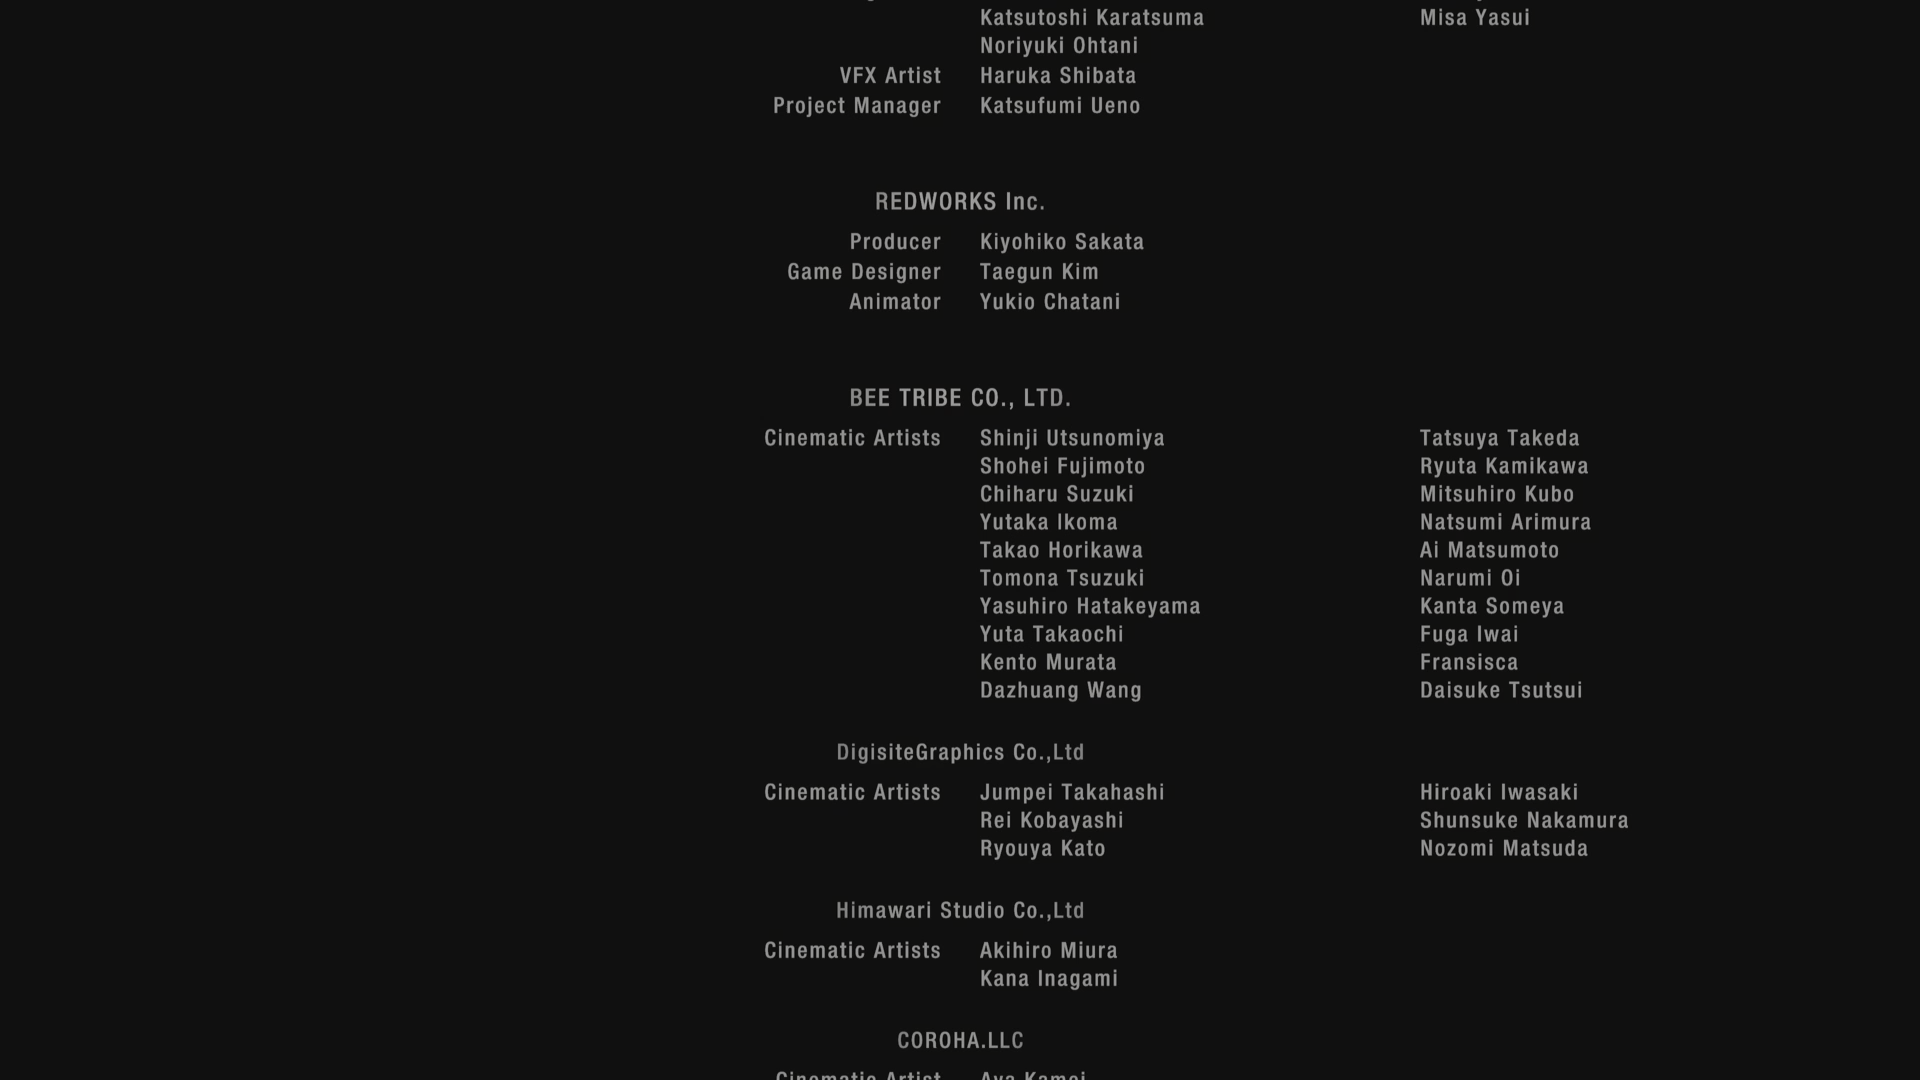 Katsutoshi Karatsuma Misa Yasui
Noriyuki Ohtani
VFX Artist Haruka Shibata
Project Manager Katsufumi Ueno
REDWORKS Inc.
Producer Kiyohiko Sakata
Game Designer Taegun Kim
Animator Yukio Chatani
BEE TRIBE CO., LTD.
Cinematic Artists Shinji Utsunomiya Tatsuya Takeda
Shohei Fujimoto Ryuta Kamikawa
Chiharu Suzuki Mitsuhiro Kubo
Yutaka Ikoma Natsumi Arimura
Takao Horikawa Ai Matsumoto
Tomona Tsuzuki Narumi Oi
Yasuhiro Hatakeyama Kanta Someya
Yuta Takaochi Fuga Iwai
Kento Murata Fransisca
Dazhuang Wang Daisuke Tsutsui
DigisiteGraphics Co.,Ltd
Cinematic Artists Jumpei Takahashi Hiroaki Iwasaki
Rei Kobayashi Shunsuke Nakamura
Ryouya Kato Nozomi Matsuda
Himawari Studio Co.,Ltd
Cinematic Artists Akihiro Miura
Kana Inagami
COROHA.LLC
Cinematic Artist Aya Kamei